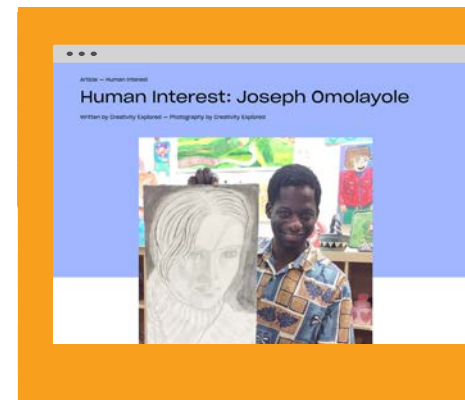 Article — Human Interest
Human Interest: Joseph Omolayole
Written by Creativity Explored — Photography by Creativity Explored